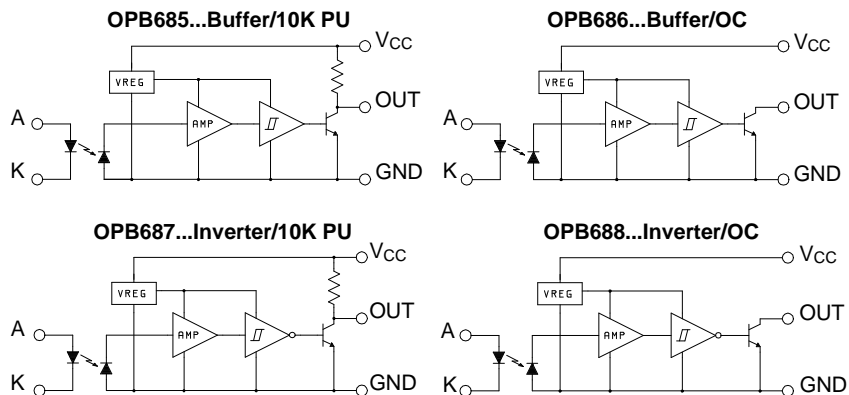 OPB685...Buffer/10K PU
VCC
VREG
OUT
A
AMP
K
GND
OPB686...Buffer/OC
VCC
VREG
OUT
A
AMP
K
GND
OPB687...Inverter/10K PU
VCC
VREG
OUT
A
AMP
K
GND
OPB688...Inverter/OC
VCC
VREG
OUT
A
AMP
K
GND